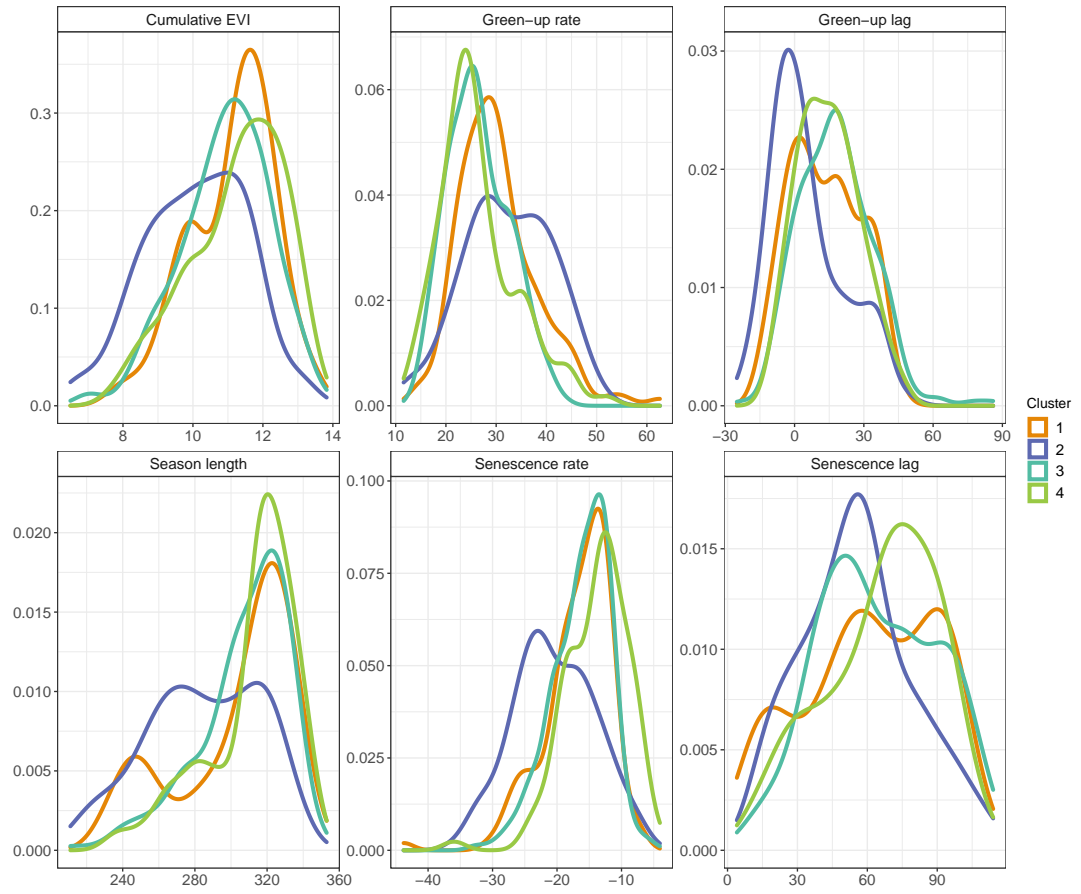 Cumulative EVI
Green−up rate
Green−up lag
0.3
0.2
0.1
0.0
8 10 12 14
0.06
0.04
0.02
0.00
10 20 30 40 50 60
0.03
0.02
0.01
0.00
−30 0 30 60 90
Season length
Senescence rate
Senescence lag
0.020
0.015
0.010
0.005
0.000
240 280 320 360
0.100
0.075
0.050
0.025
0.000
−40 −30 −20 −10
0.015
0.010
0.005
0.000
0 30 60 90
Cluster
1
2
3
4